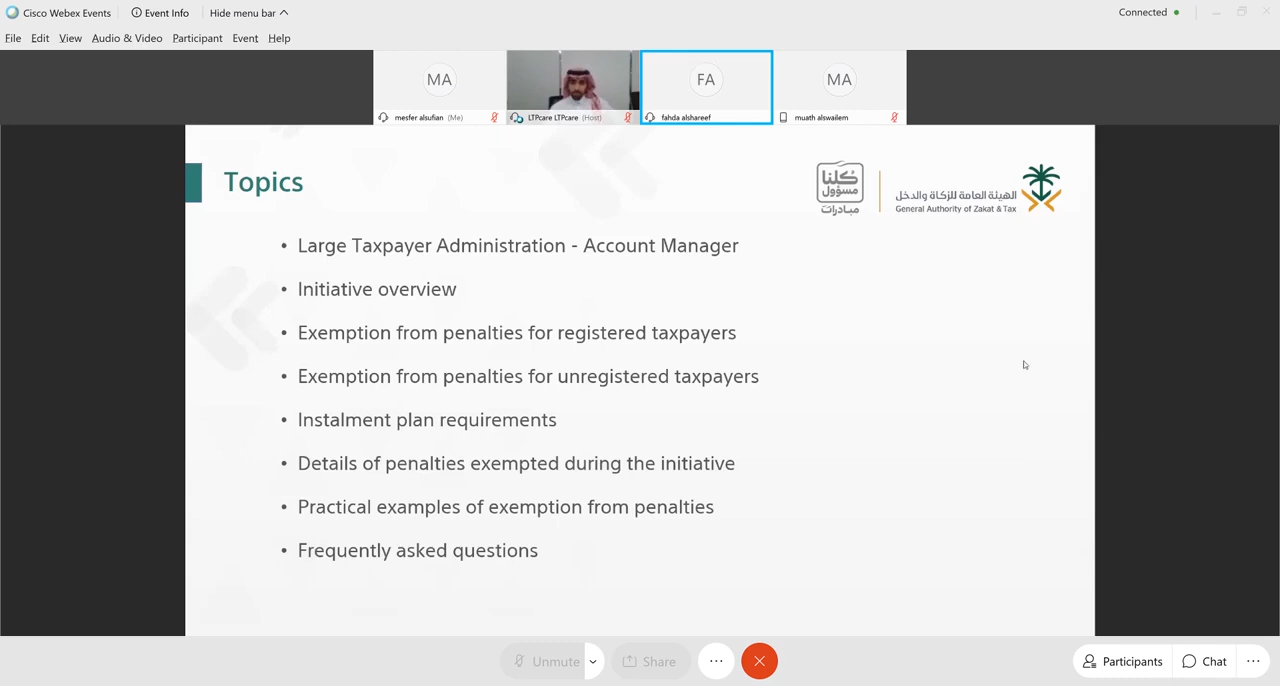 Cisco Webex Events
Event Info
Hide menu bar
Connected
File Edit View Audio & Video Participant Event Help
MA
FA
MA
mesfer alsufian (Me)
LTPcare LTPcare (Host)
fahda alshareef
muath alswailem
Topics
كلنا
مسؤول
مبادرات
الهيئة العامة للزكاة والدخل
General Authority of Zakat & Tax
• Large Taxpayer Administration - Account Manager
• Initiative overview
• Exemption from penalties for registered taxpayers
• Exemption from penalties for unregistered taxpayers
• Instalment plan requirements
• Details of penalties exempted during the initiative
• Practical examples of exemption from penalties
• Frequently asked questions
Unmute
Share
Participants
Chat